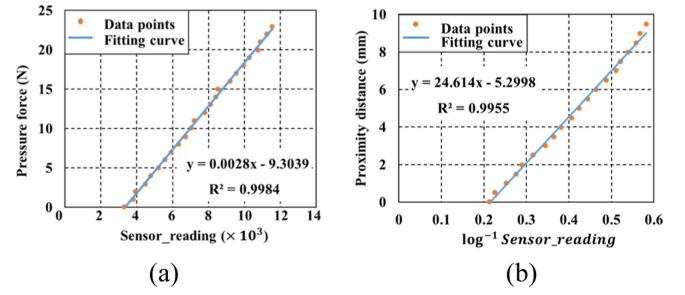 25
20
15
10
5
0
Pressure force (N)
Data points
Fitting curve
y = 0.0028x - 9.3039
R² = 0.9984
0 2 4 6 8 10 12 14
Sensor_reading (× 10³)
(a)
10
8
6
4
2
0
Proximity distance (mm)
Data points
Fitting curve
y = 24.614x - 5.2998
R² = 0.9955
0 0.1 0.2 0.3 0.4 0.5 0.6
log⁻¹ Sensor_reading
(b)